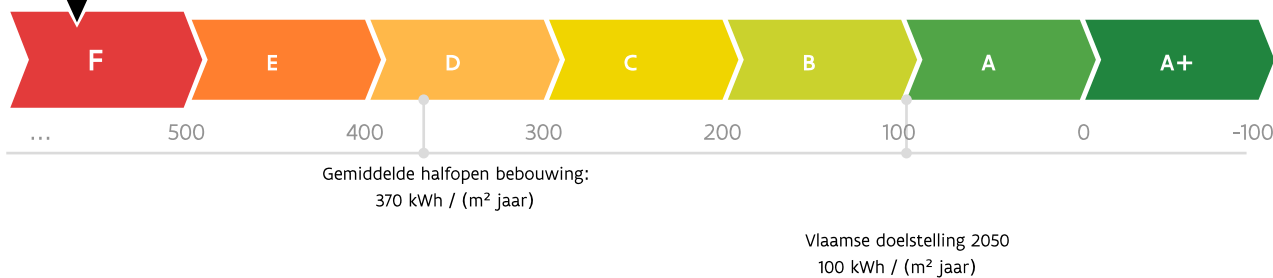 F E D C B A A+
... 500 400 300 200 100 0 -100
Gemiddelde halfopen bebouwing:
370 kWh / (m² jaar)
Vlaamse doelstelling 2050
100 kWh / (m² jaar)